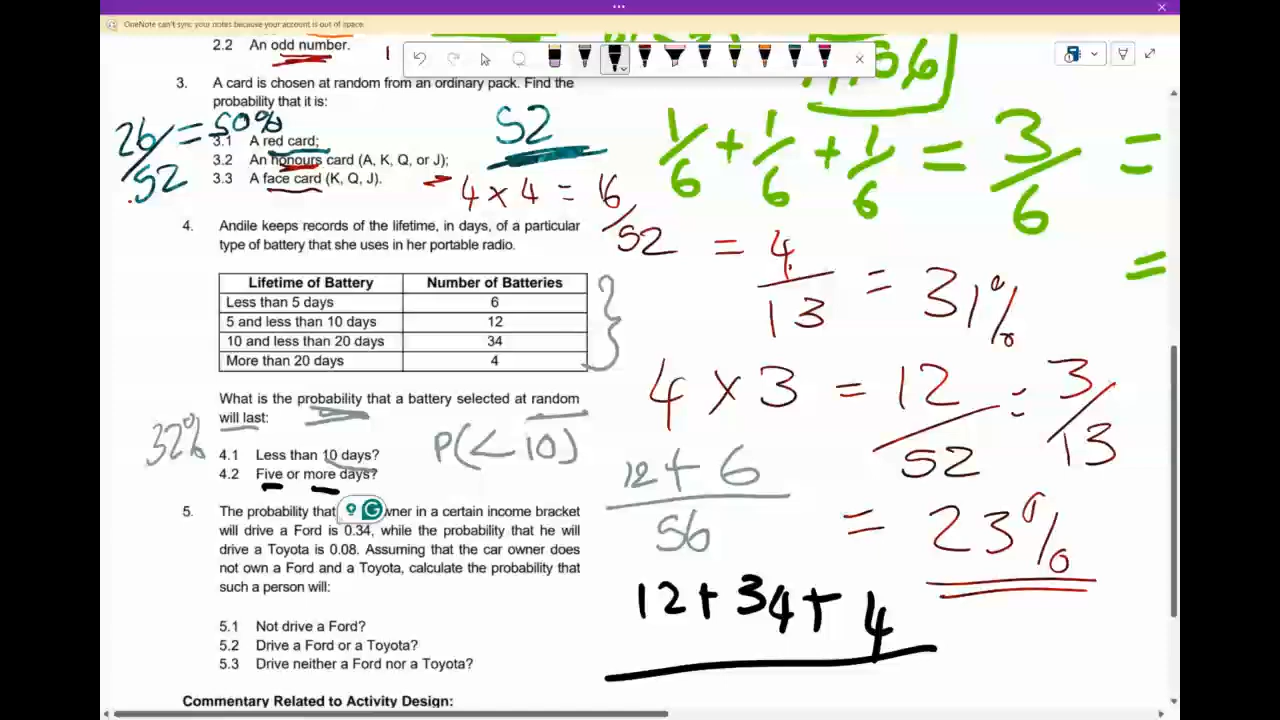 OneNote can't sync your notes because your account is out of space.
2.2 An odd number.
3. A card is chosen at random from an ordinary pack. Find the
probability that it is:
3.1 A red card;
3.2 An honours card (A, K, Q, or J);
3.3 A face card (K, Q, J).
26/52 = 50%
52
4 × 4 = 16/52 = 4/13 = 31%
1/6 + 1/6 + 1/6 = 3/6 =
=
4. Andile keeps records of the lifetime, in days, of a particular
type of battery that she uses in her portable radio.
Lifetime of Battery Number of Batteries
Less than 5 days 6
5 and less than 10 days 12
10 and less than 20 days 34
More than 20 days 4
4 × 3 = 12/52 = 3/13
= 23%
What is the probability that a battery selected at random
will last:
32%
4.1 Less than 10 days?
4.2 Five or more days?
P(< 10)
12 + 6
56
12 + 34 + 4
5. The probability that wner in a certain income bracket
will drive a Ford is 0.34, while the probability that he will
drive a Toyota is 0.08. Assuming that the car owner does
not own a Ford and a Toyota, calculate the probability that
such a person will:
5.1 Not drive a Ford?
5.2 Drive a Ford or a Toyota?
5.3 Drive neither a Ford nor a Toyota?
Commentary Related to Activity Design: